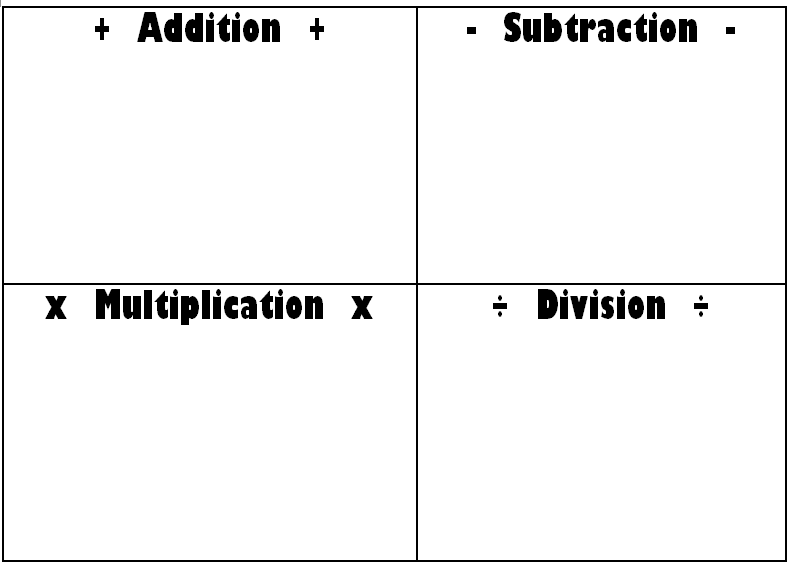 + Addition +
- Subtraction -
x Multiplication x
÷ Division ÷